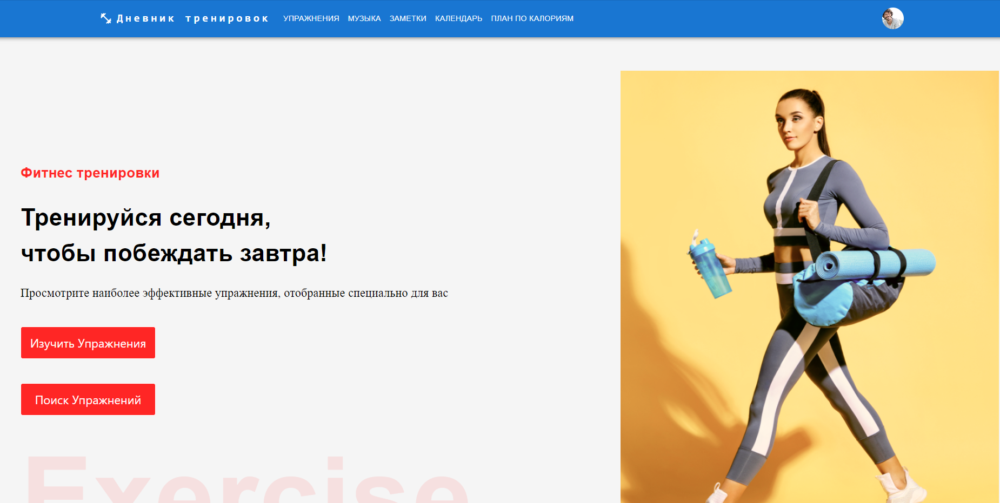 Дневник тренировок
УПРАЖНЕНИЯ МУЗЫКА ЗАМЕТКИ КАЛЕНДАРЬ ПЛАН ПО КАЛОРИЯМ
Фитнес тренировки
Тренируйся сегодня,
чтобы побеждать завтра!
Просмотрите наиболее эффективные упражнения, отобранные специально для вас
Изучить Упражнения
Поиск Упражнений
Exercise